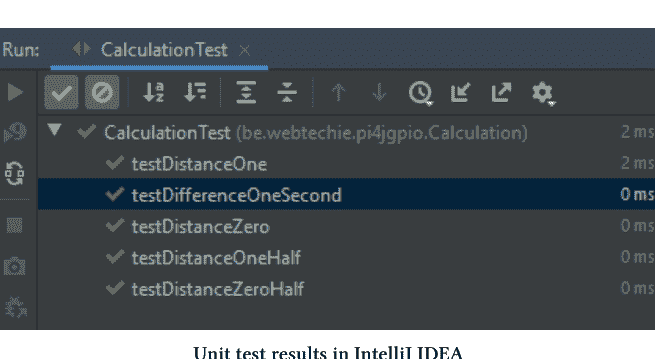 Run: CalculationTest ×
CalculationTest (be.webtechie.pi4jgpio.Calculation) 2 ms
testDistanceOne 2 ms
testDifferenceOneSecond 0 ms
testDistanceZero 0 ms
testDistanceOneHalf 0 ms
testDistanceZeroHalf 0 ms
Unit test results in IntelliJ IDEA